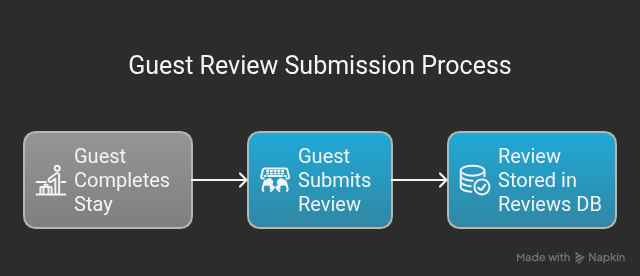 Guest Review Submission Process
Guest
Completes
Stay
Guest
Submits
Review
Review
Stored in
Reviews DB
Made with Napkin